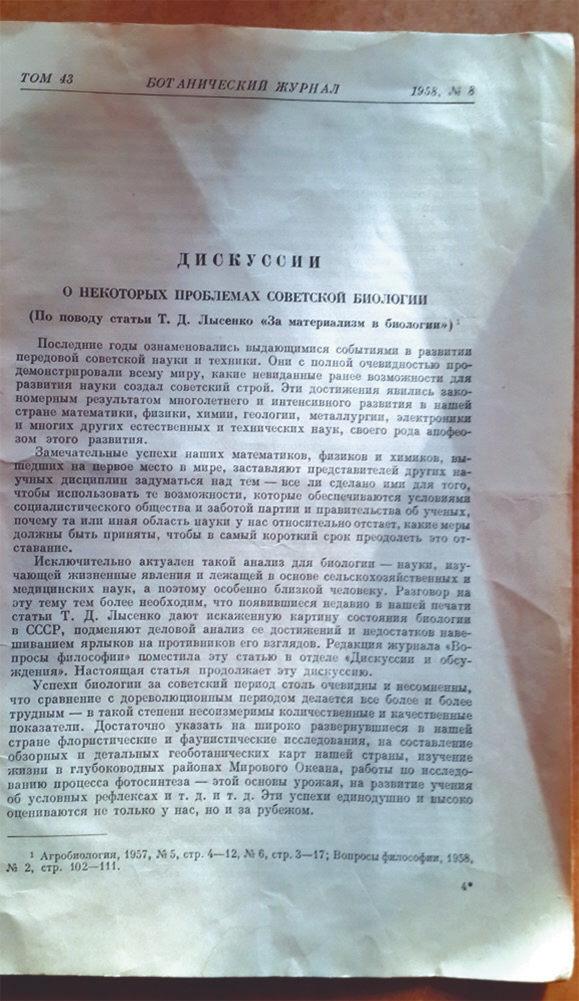 ТОМ 43 БОТАНИЧЕСКИЙ ЖУРНАЛ 1958, № 8
ДИСКУССИИ
О НЕКОТОРЫХ ПРОБЛЕМАХ СОВЕТСКОЙ БИОЛОГИИ
(По поводу статьи Т. Д. Лысенко «За материализм в биологии») 1
Последние годы ознаменовались выдающимися событиями в развитии
передовой советской науки и техники. Они с полной очевидностью про-
демонстрировали всему миру, какие невиданные ранее возможности для
развития науки создал советский строй. Эти достижения явились зако-
номерным результатом многолетнего и интенсивного развития в нашей
стране математики, физики, химии, геологии, металлургии, электроники
и многих других естественных и технических наук, своего рода апофео-
зом этого развития.
Замечательные успехи наших математиков, физиков и химиков, вы-
шедших на первое место в мире, заставляют представителей других на-
учных дисциплин задуматься над тем — все ли сделано ими для того,
чтобы использовать те возможности, которые обеспечиваются условиями
социалистического общества и заботой партии и правительства об ученых,
почему та или иная область науки у нас относительно отстает, какие меры
должны быть приняты, чтобы в самый короткий срок преодолеть это от-
ставание.
Исключительно актуален такой анализ для биологии — науки, изу-
чающей жизненные явления и лежащей в основе сельскохозяйственных и
медицинских наук, а поэтому особенно близкой человеку. Разговор на
эту тему тем более необходим, что появившиеся недавно в нашей печати
статьи Т. Д. Лысенко дают искаженную картину состояния биологии
в СССР, подменяют деловой анализ ее достижений и недостатков наве-
шиванием ярлыков на противников его взглядов. Редакция журнала «Во-
просы философии» поместила эту статью в отделе «Дискуссии и обсу-
ждения». Настоящая статья продолжает эту дискуссию.
Успехи биологии за советский период столь очевидны и несомненны,
что сравнение с дореволюционным периодом делается все более и более
трудным — в такой степени несоизмеримы количественные и качественные
показатели. Достаточно указать на широко развернувшиеся в нашей
стране флористические и фаунистические исследования, на составление
обзорных и детальных геоботанических карт нашей страны, изучение
жизни в глубоководных районах Мирового Океана, работы по исследо-
ванию процесса фотосинтеза — этой основы урожая, на развитие учения
об условных рефлексах и т. д. и т. д. Эти успехи единодушно и высоко
оцениваются не только у нас, но и за рубежом.
1 Агробиология, 1957, № 5, стр. 4—12, № 6, стр. 3—17; Вопросы философии, 1958,
№ 2, стр. 102—111.
4*